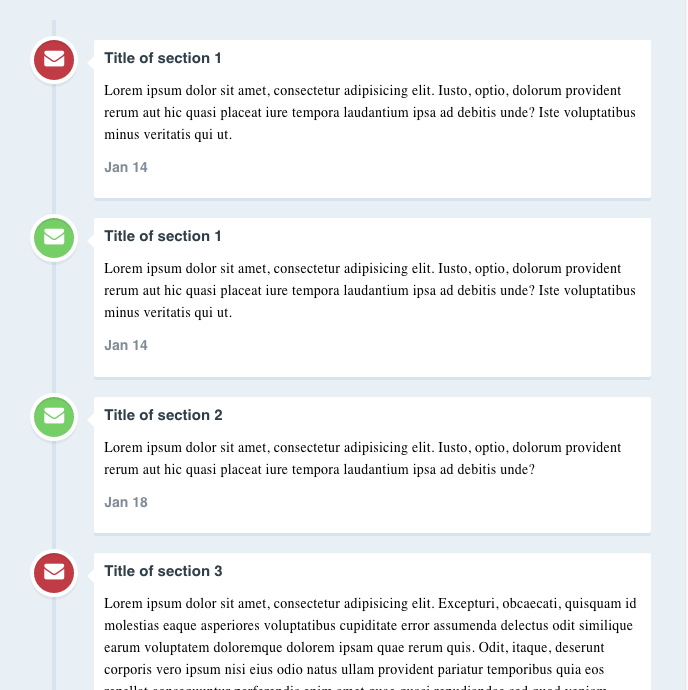 Title of section 1
Lorem ipsum dolor sit amet, consectetur adipisicing elit. Iusto, optio, dolorum provident
rerum aut hic quasi placeat iure tempora laudantium ipsa ad debitis unde? Iste voluptatibus
minus veritatis qui ut.
Jan 14
Title of section 1
Lorem ipsum dolor sit amet, consectetur adipisicing elit. Iusto, optio, dolorum provident
rerum aut hic quasi placeat iure tempora laudantium ipsa ad debitis unde? Iste voluptatibus
minus veritatis qui ut.
Jan 14
Title of section 2
Lorem ipsum dolor sit amet, consectetur adipisicing elit. Iusto, optio, dolorum provident
rerum aut hic quasi placeat iure tempora laudantium ipsa ad debitis unde?
Jan 18
Title of section 3
Lorem ipsum dolor sit amet, consectetur adipisicing elit. Excepturi, obcaecati, quisquam id
molestias eaque asperiores voluptatibus cupiditate error assumenda delectus odit similique
earum voluptatem doloremque dolorem ipsam quae rerum quis. Odit, itaque, deserunt
corporis vero ipsum nisi eius odio natus ullam provident pariatur temporibus quia eos